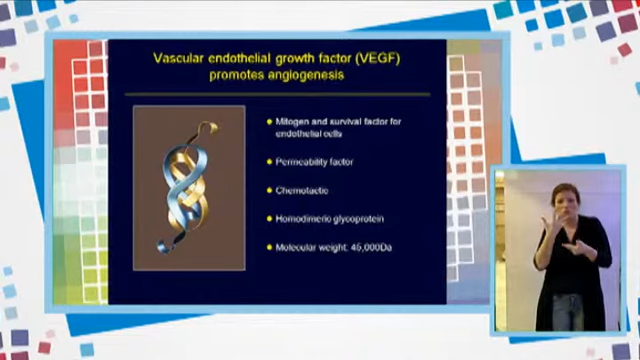 Vascular endothelial growth factor (VEGF)
promotes angiogenesis
Mitogen and survival factor for
endothelial cells
Permeability factor
Chemotactic
Homodimeric glycoprotein
Molecular weight: 45,000Da